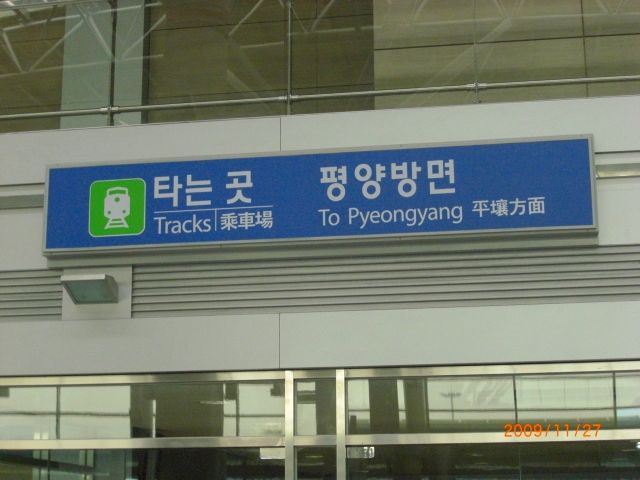 타는 곳 평양방면
Tracks 乘車場 To Pyeongyang 平壤方面
2009/11/27